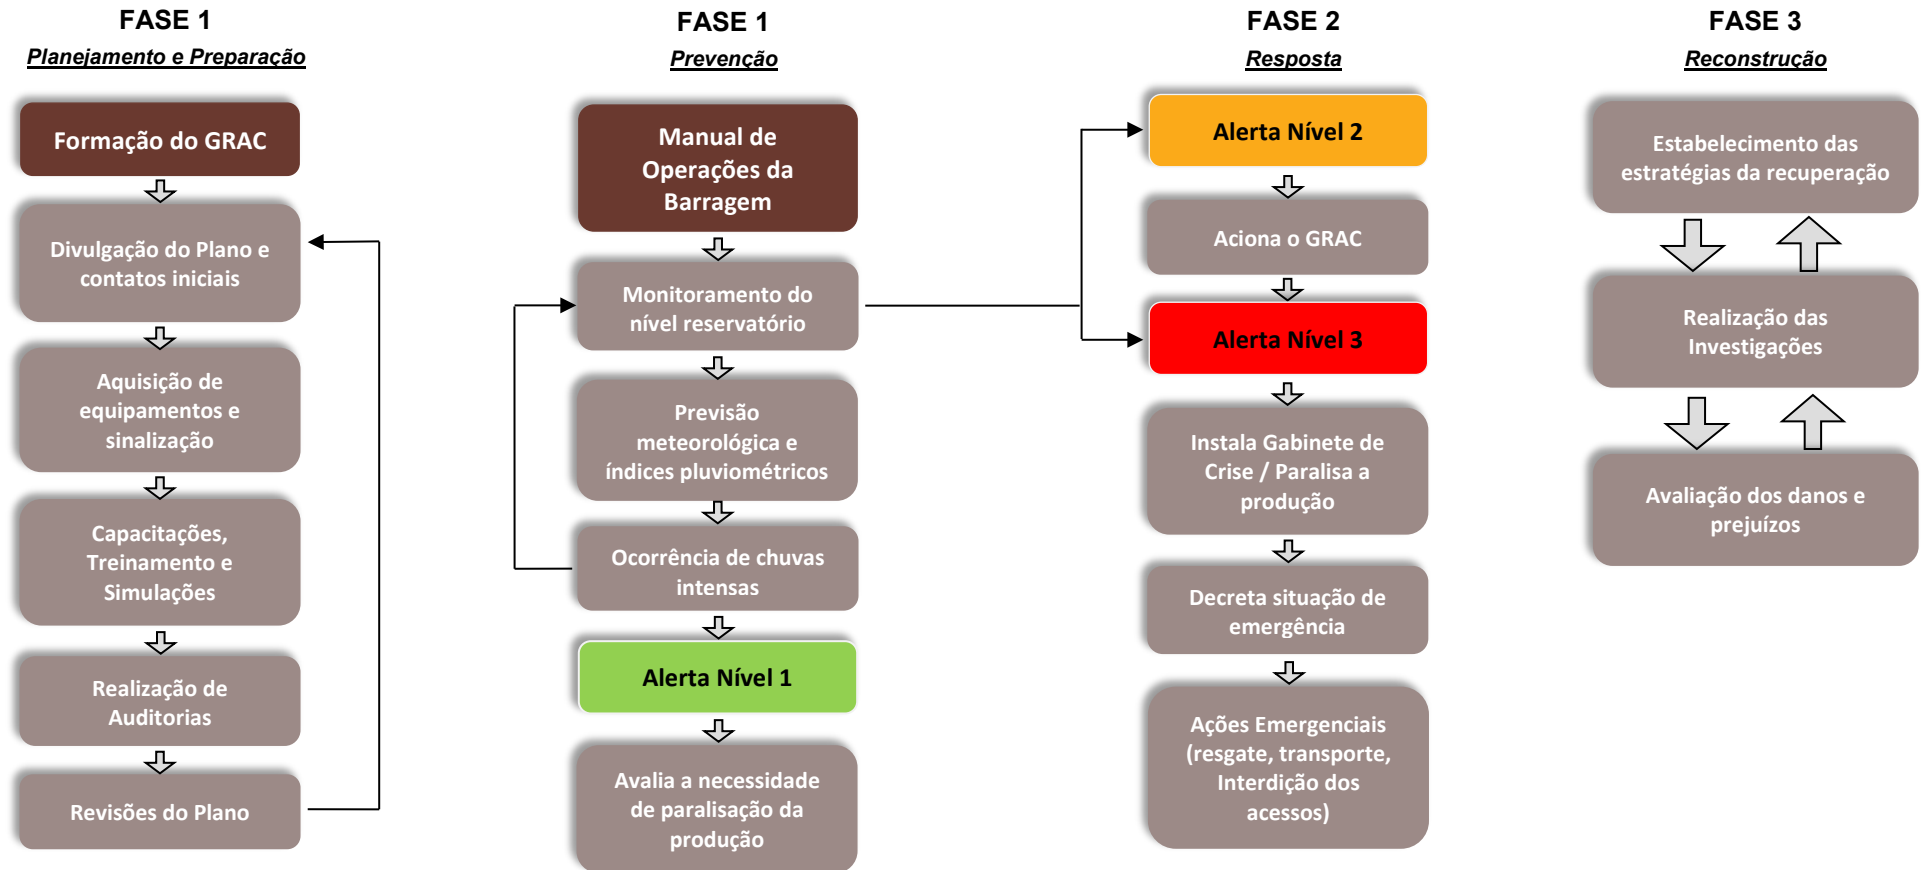 FASE 1
Planejamento e Preparação
Formação do GRAC
Divulgação do Plano e
contatos iniciais
Aquisição de
equipamentos e
sinalização
Capacitações,
Treinamento e
Simulações
Realização de
Auditorias
Revisões do Plano
FASE 1
Prevenção
Manual de
Operações da
Barragem
Monitoramento do
nível reservatório
Previsão
meteorológica e
índices pluviométricos
Ocorrência de chuvas
intensas
Alerta Nível 1
Avalia a necessidade
de paralisação da
produção
FASE 2
Resposta
Alerta Nível 2
Aciona o GRAC
Alerta Nível 3
Instala Gabinete de
Crise / Paralisa a
produção
Decreta situação de
emergência
Ações Emergenciais
(resgate, transporte,
Interdição dos
acessos)
FASE 3
Reconstrução
Estabelecimento das
estratégias da recuperação
Realização das
Investigações
Avaliação dos danos e
prejuízos